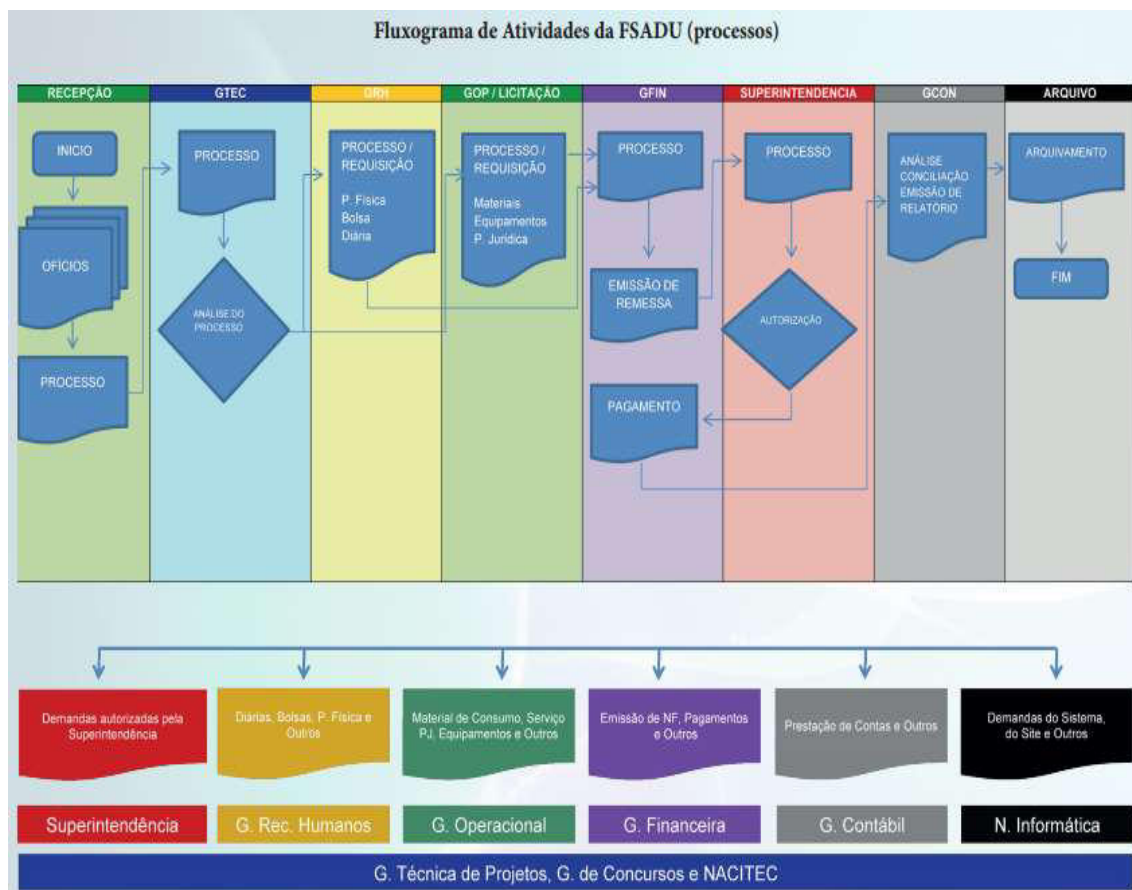 Fluxograma de Atividades da FSADU (processos)
RECEPÇÃO
GTEC
GRH
GOP / LICITAÇÃO
GFIN
SUPERINTENDENCIA
GCON
ARQUIVO
INICIO
OFÍCIOS
PROCESSO
PROCESSO
ANÁLISE DO
PROCESSO
PROCESSO /
REQUISIÇÃO
P. Física
Bolsa
Diária
PROCESSO /
REQUISIÇÃO
Materiais
Equipamentos
P. Jurídica
PROCESSO
EMISSÃO DE
REMESSA
PAGAMENTO
PROCESSO
AUTORIZAÇÃO
ANÁLISE
CONCILIAÇÃO
EMISSÃO DE
RELATÓRIO
ARQUIVAMENTO
FIM
Demandas autorizadas pela
Superintendência
Diárias, Bolsas, P. Física e
Outros
Material de Consumo, Serviço
PJ, Equipamentos e Outros
Emissão de NF, Pagamentos
e Outros
Prestação de Contas e Outros
Demandas do Sistema,
do Site e Outros
Superintendência
G. Rec. Humanos
G. Operacional
G. Financeira
G. Contábil
N. Informática
G. Técnica de Projetos, G. de Concursos e NACITEC